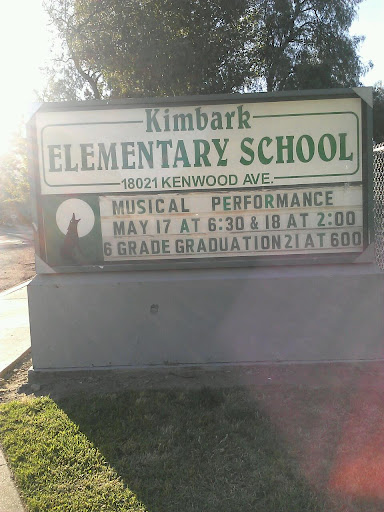 Kimbark
ELEMENTARY SCHOOL
18021 KENWOOD AVE.
MUSICAL PERFORMANCE
MAY 17 AT 6:30 & 18 AT 2:00
6 GRADE GRADUATION 21 AT 600